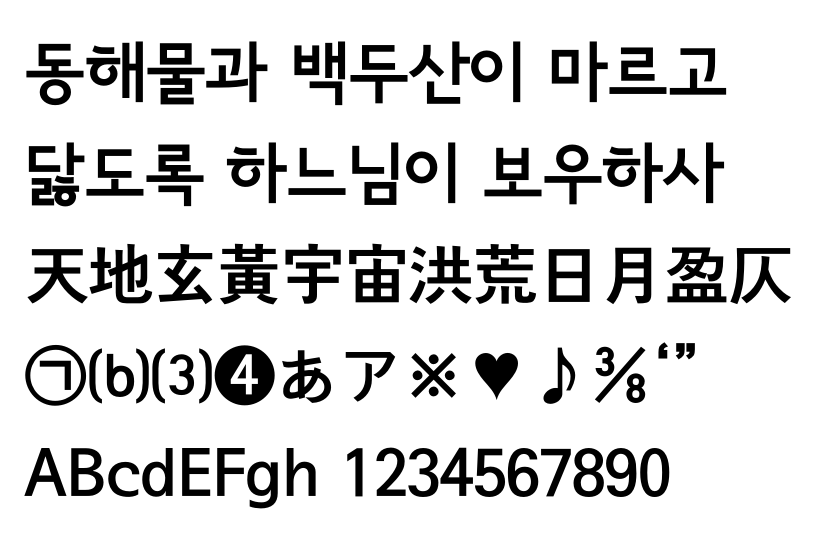 동해물과 백두산이 마르고
닳도록 하느님이 보우하사
天地玄黃宇宙洪荒日月盈仄
㉠⒝⑶❹あア※♥♪⅜‘”
ABcdEFgh 1234567890